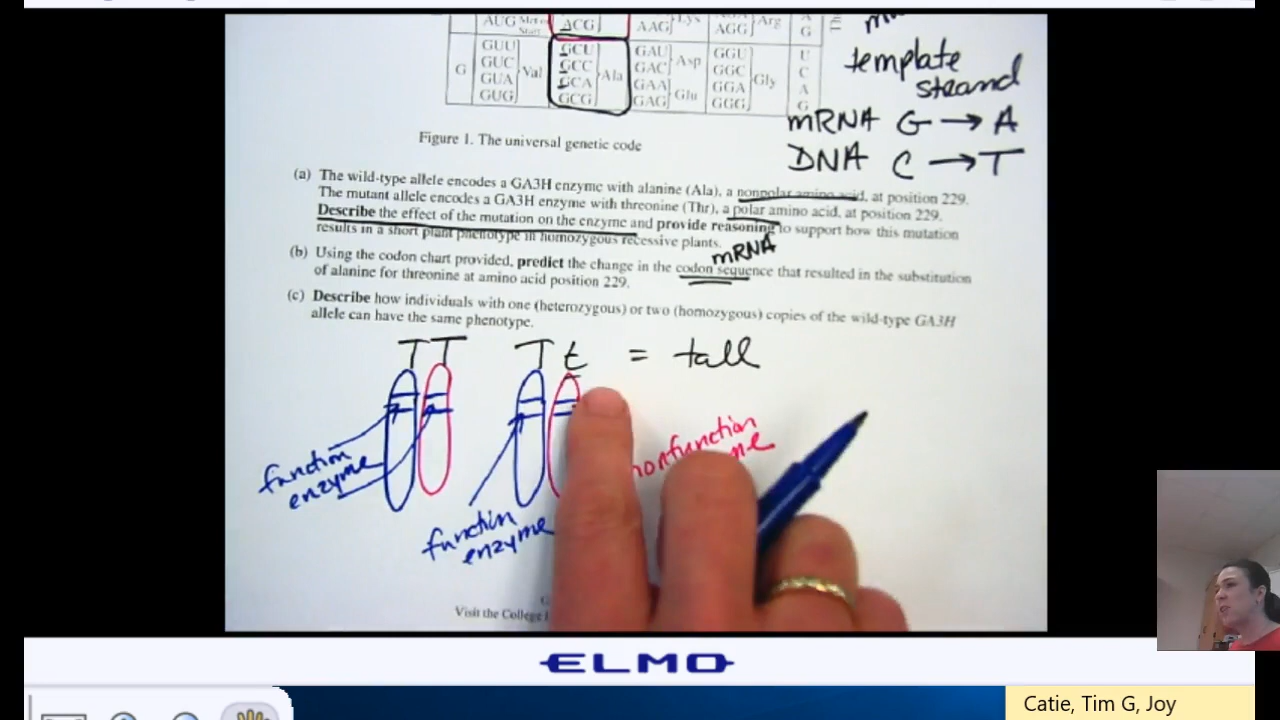 AUG
ACG
AAG
Lys
AGG
Arg
G
GUU
GUC
GUA
GUG
Val
GCU
GCC
GCA
GCG
Ala
GAU
GAC
GAA
GAG
Asp
Glu
GGU
GGC
GGA
GGG
Gly
U
C
A
G
template
strand
mRNA G → A
DNA C → T
Figure 1. The universal genetic code
(a) The wild-type allele encodes a GA3H enzyme with alanine (Ala), a nonpolar amino acid, at position 229.
The mutant allele encodes a GA3H enzyme with threonine (Thr), a polar amino acid, at position 229.
Describe the effect of the mutation on the enzyme and provide reasoning to support how this mutation
results in a short plant phenotype in homozygous recessive plants.
mRNA
(b) Using the codon chart provided, predict the change in the codon sequence that resulted in the substitution
of alanine for threonine at amino acid position 229.
(c) Describe how individuals with one (heterozygous) or two (homozygous) copies of the wild-type GA3H
allele can have the same phenotype.
TT Tt = tall
function
enzyme
function
enzyme
nonfunction
Visit the College
ELMO
Catie, Tim G, Joy